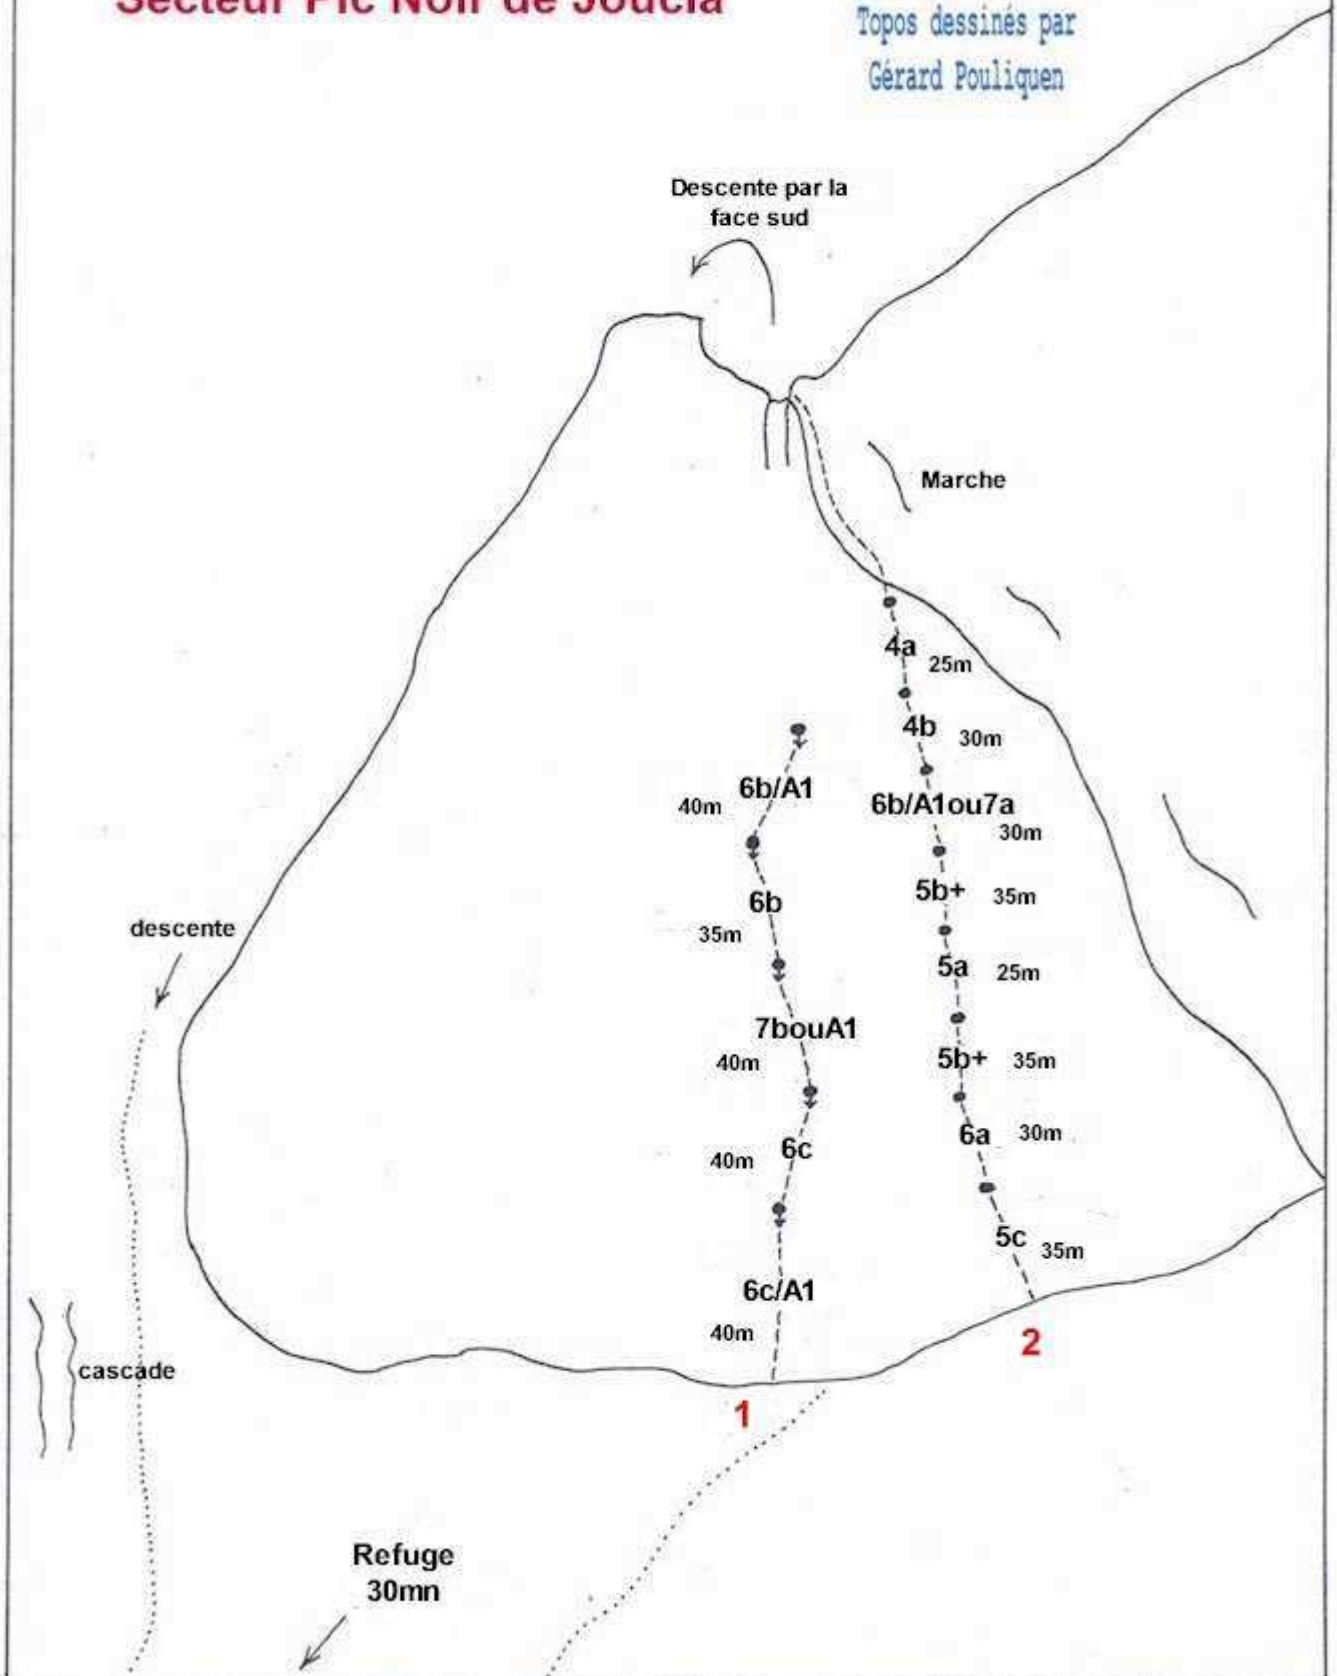 Secteur Pic Noir de Joucla
Topos dessinés par
Gérard Pouliquen
Descente par la
face sud
Marche
4a
25m
4b
30m
6b/A1
40m
6b/A1ou7a
30m
6b
35m
5b+
35m
descente
5a
25m
7bouA1
40m
5b+
35m
6c
40m
6a
30m
5c
35m
6c/A1
40m
2
cascade
1
Refuge
30mn